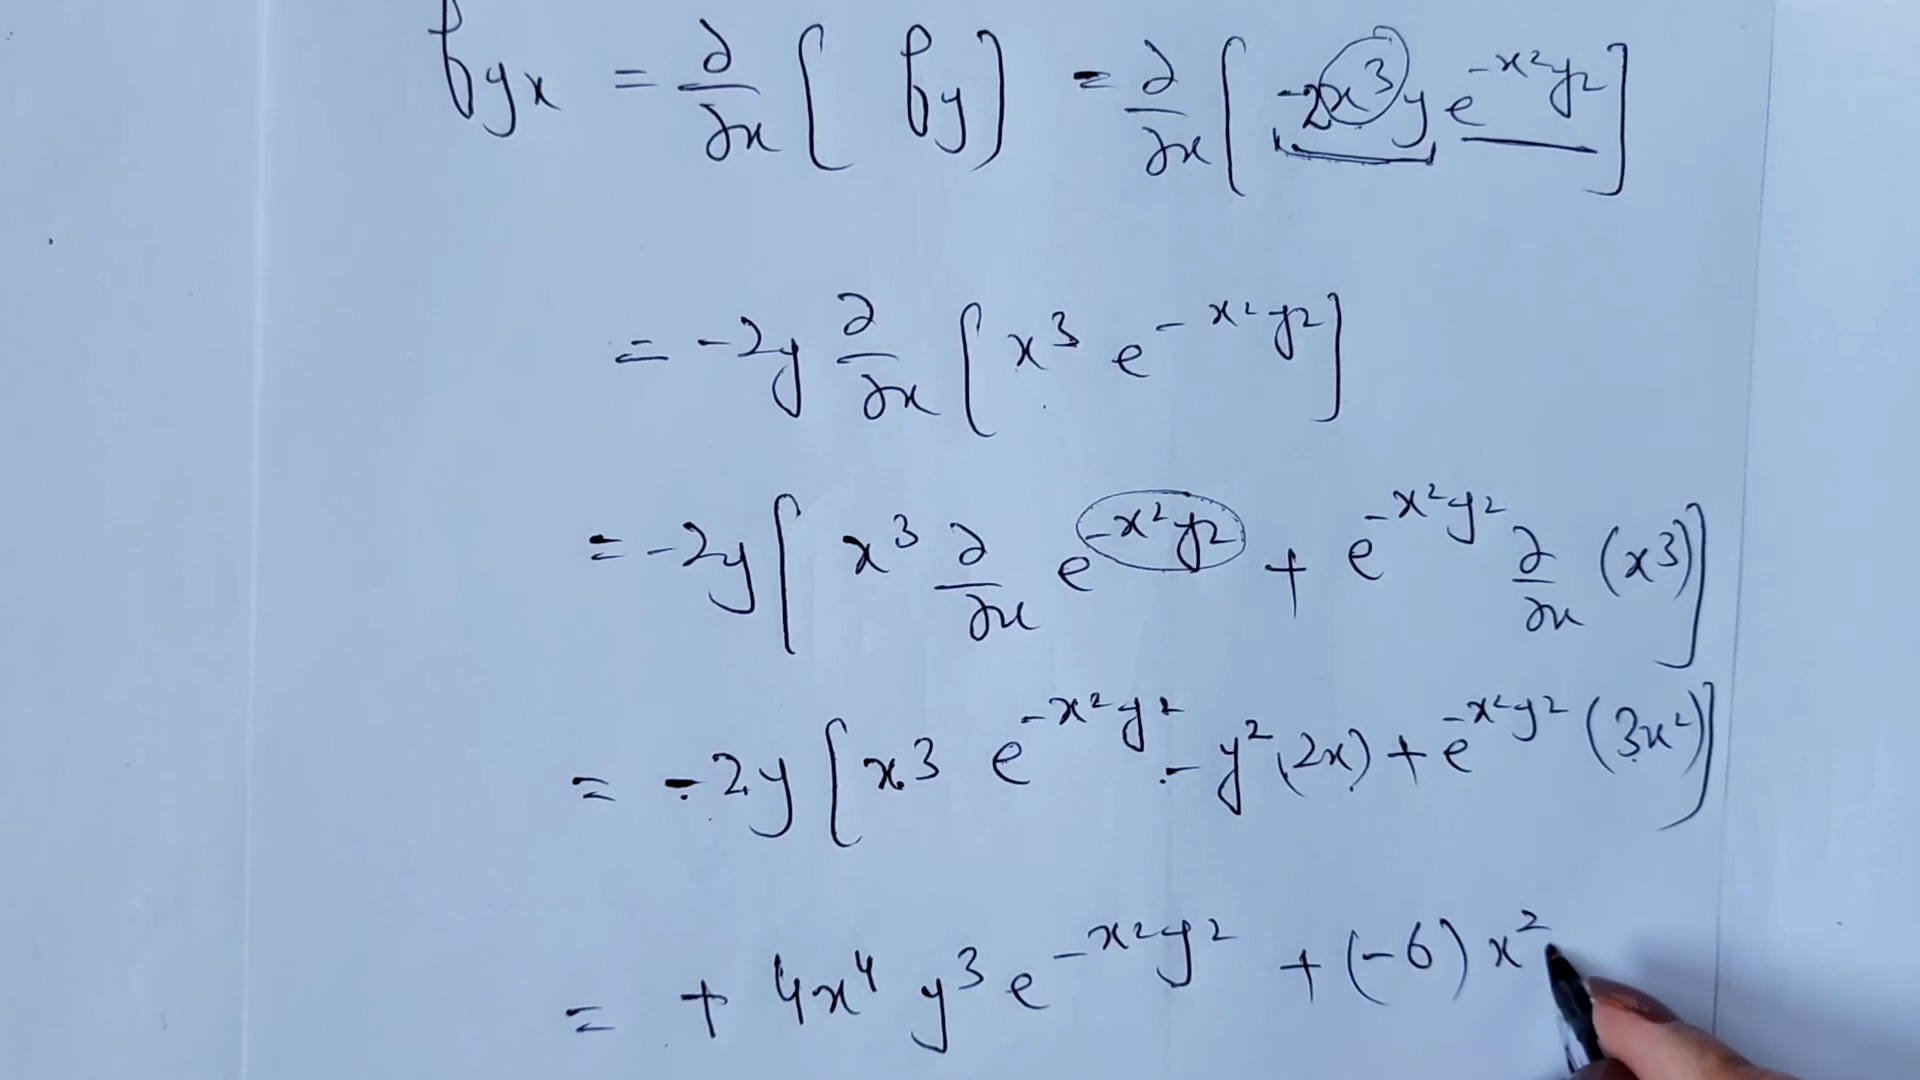 fyx = ∂/∂x [ fy ] = ∂/∂x [ -2x³y e^{-x²y²} ]
= -2y ∂/∂x [ x³ e^{-x²y²} ]
= -2y [ x³ ∂/∂x e^{-x²y²} + e^{-x²y²} ∂/∂x (x³) ]
= -2y [ x³ e^{-x²y²} · -y²(2x) + e^{-x²y²} (3x²) ]
= + 4x⁴ y³ e^{-x²y²} + (-6) x²